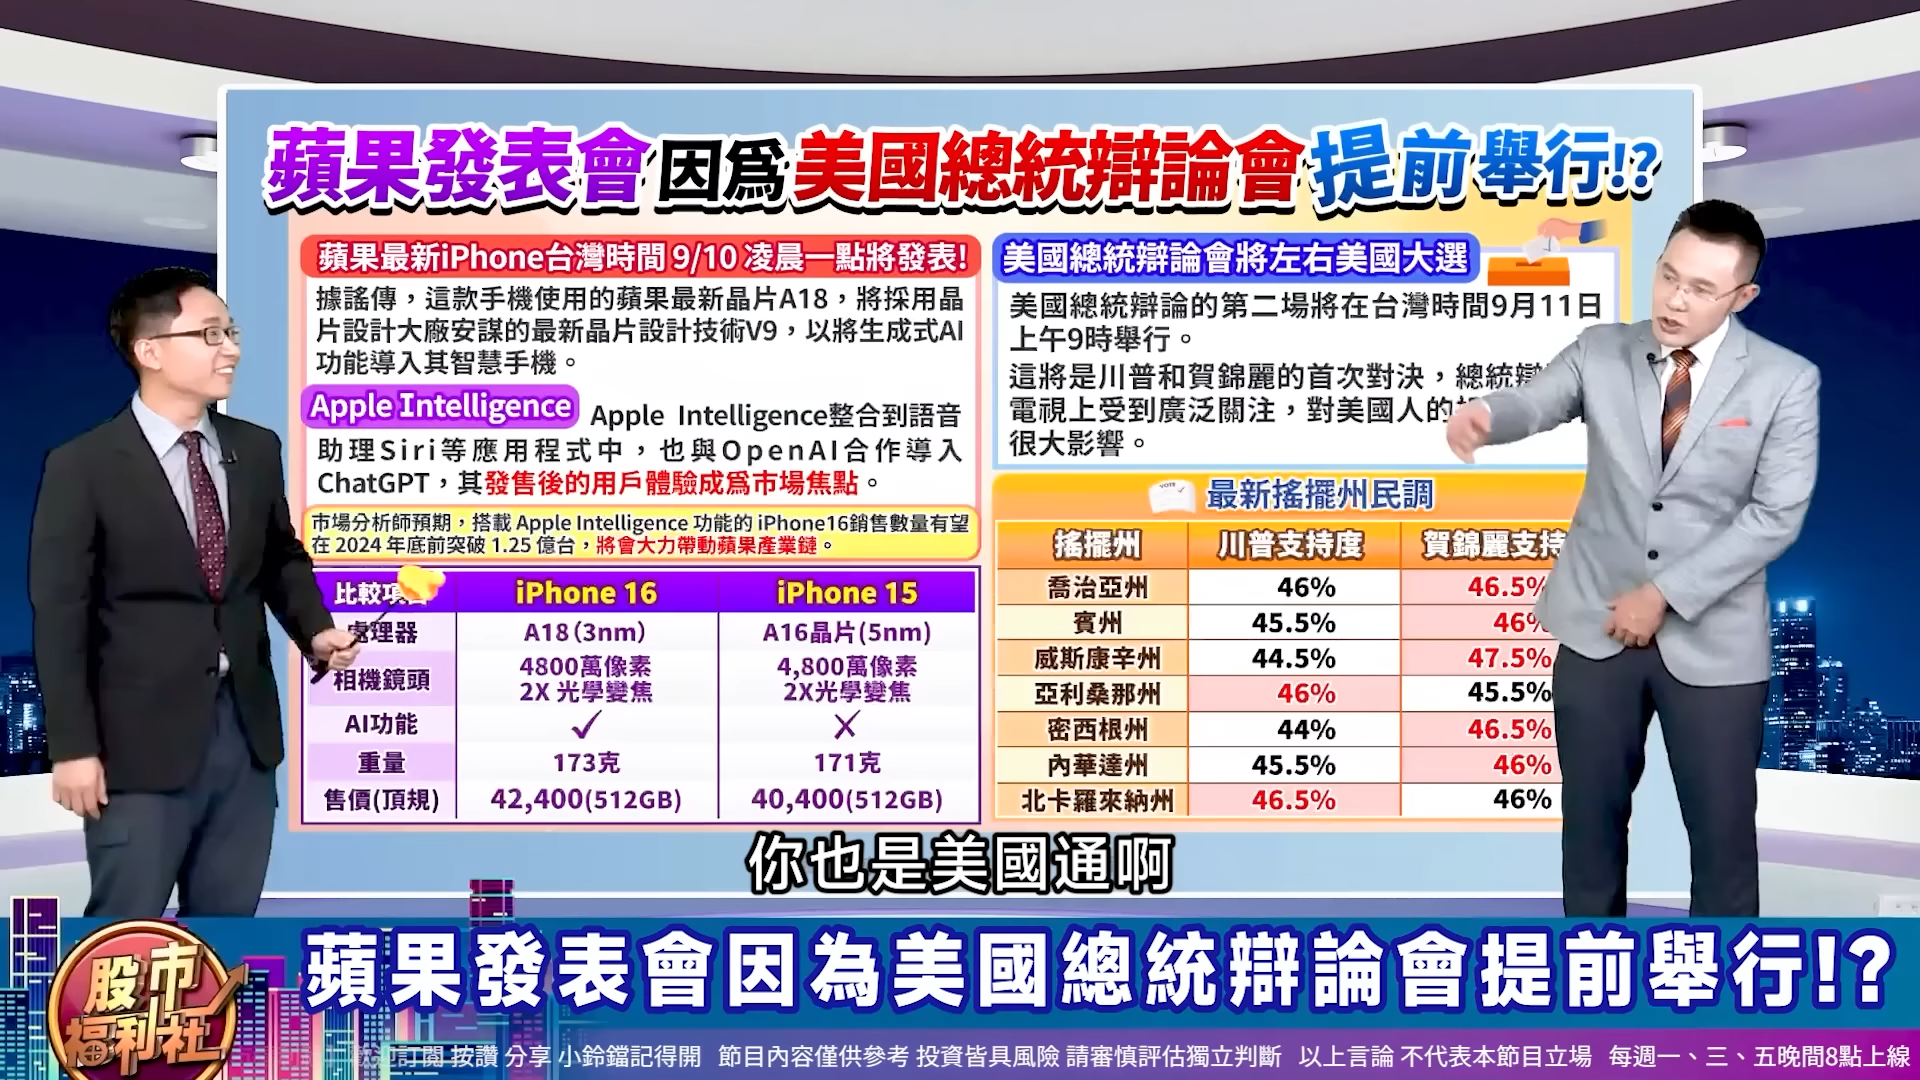 蘋果發表會因為美國總統辯論會提前舉行!?
蘋果最新iPhone台灣時間 9/10 凌晨一點將發表!
據謠傳，這款手機使用的蘋果最新晶片A18，將採用晶
片設計大廠安謀的最新晶片設計技術V9，以將生成式AI
功能導入其智慧手機。
Apple Intelligence
Apple Intelligence整合到語音
助理Siri等應用程式中，也與OpenAI合作導入
ChatGPT，其發售後的用戶體驗成為市場焦點。
市場分析師預期，搭載 Apple Intelligence 功能的 iPhone16銷售數量有望
在 2024 年底前突破 1.25 億台，將會大力帶動蘋果產業鏈。
比較項 iPhone 16 iPhone 15
處理器 A18(3nm) A16晶片(5nm)
相機鏡頭 4800萬像素 2X 光學變焦 4,800萬像素 2X光學變焦
AI功能 ✓ ✕
重量 173克 171克
售價(頂規) 42,400(512GB) 40,400(512GB)
美國總統辯論會將左右美國大選
美國總統辯論的第二場將在台灣時間9月11日
上午9時舉行。
這將是川普和賀錦麗的首次對決，總統辯
電視上受到廣泛關注，對美國人的
很大影響。
VOTE
最新搖擺州民調
搖擺州 川普支持度 賀錦麗支持
喬治亞州 46% 46.5%
賓州 45.5% 46%
威斯康辛州 44.5% 47.5%
亞利桑那州 46% 45.5%
密西根州 44% 46.5%
內華達州 45.5% 46%
北卡羅來納州 46.5% 46%
你也是美國通啊
股市
福利社
蘋果發表會因為美國總統辯論會提前舉行!?
訂閱 按讚 分享 小鈴鐺記得開 節目內容僅供參考 投資皆具風險 請審慎評估獨立判斷 以上言論 不代表本節目立場 每週一、三、五晚間8點上線